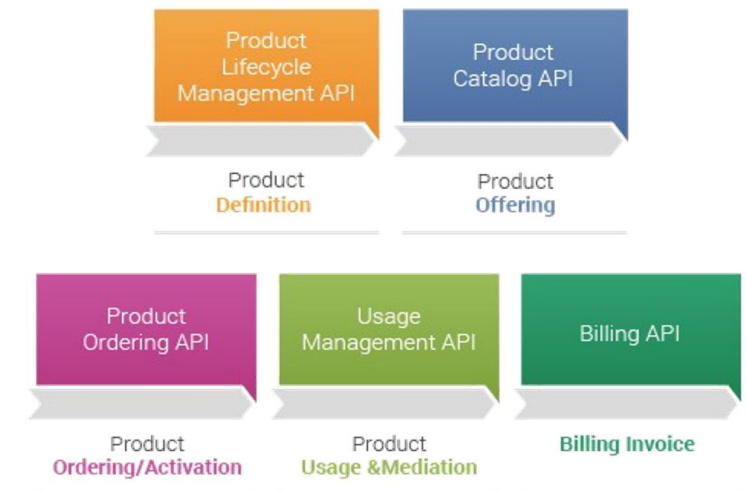 Product
Lifecycle
Management API
Product
Catalog API
Product
Definition
Product
Offering
Product
Ordering API
Usage
Management API
Billing API
Product
Ordering/Activation
Product
Usage &Mediation
Billing Invoice